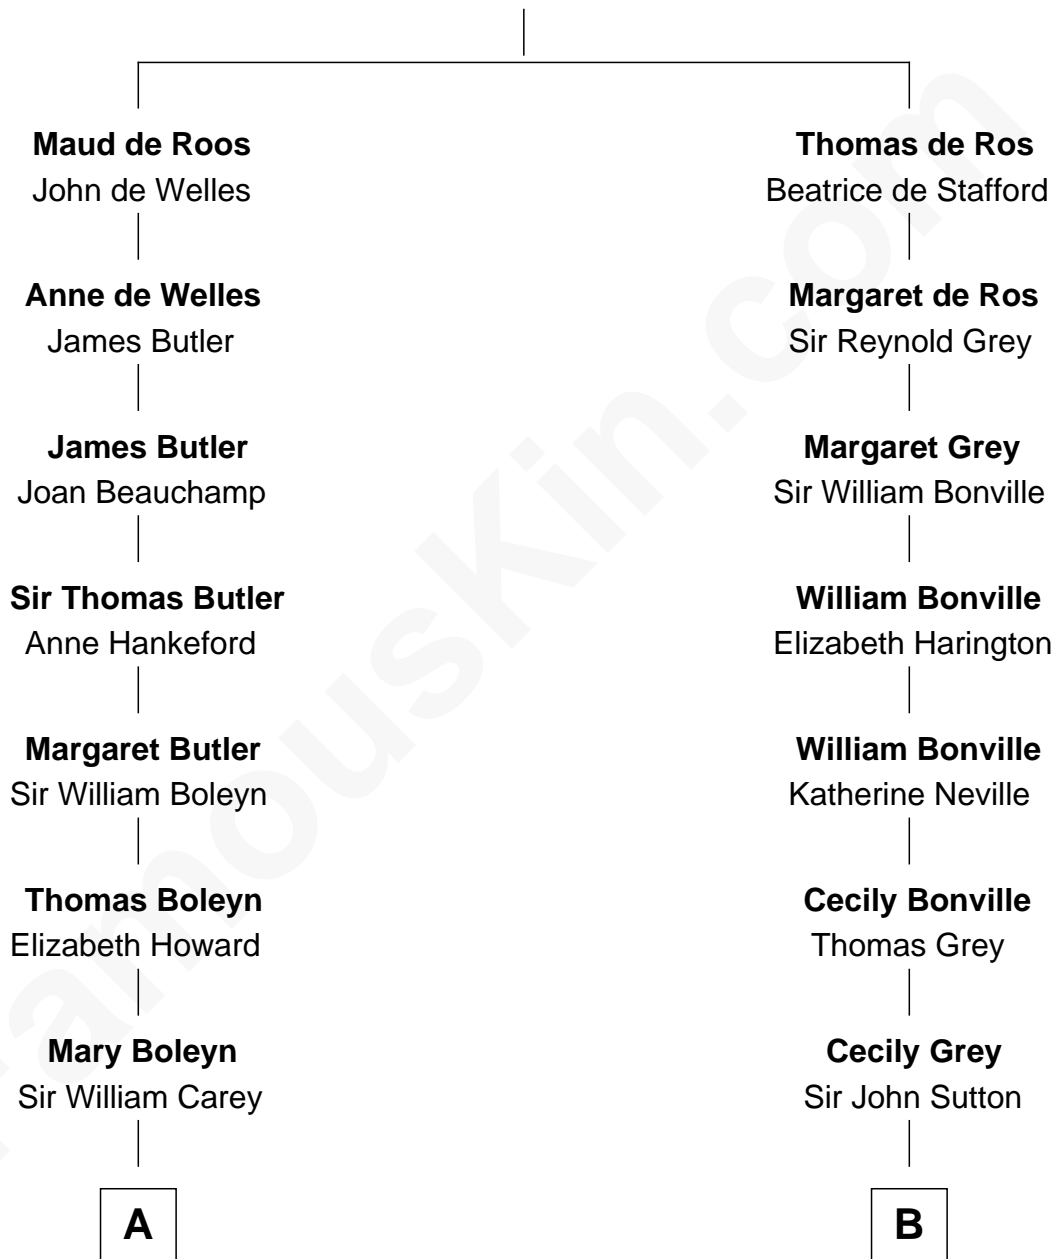 Maud de Roos
John de Welles
Thomas de Ros
Beatrice de Stafford
Anne de Welles
James Butler
Margaret de Ros
Sir Reynold Grey
James Butler
Joan Beauchamp
Margaret Grey
Sir William Bonville
Sir Thomas Butler
Anne Hankeford
William Bonville
Elizabeth Harington
Margaret Butler
Sir William Boleyn
William Bonville
Katherine Neville
Thomas Boleyn
Elizabeth Howard
Cecily Bonville
Thomas Grey
Mary Boleyn
Sir William Carey
Cecily Grey
Sir John Sutton
A
B
FamousKin.com